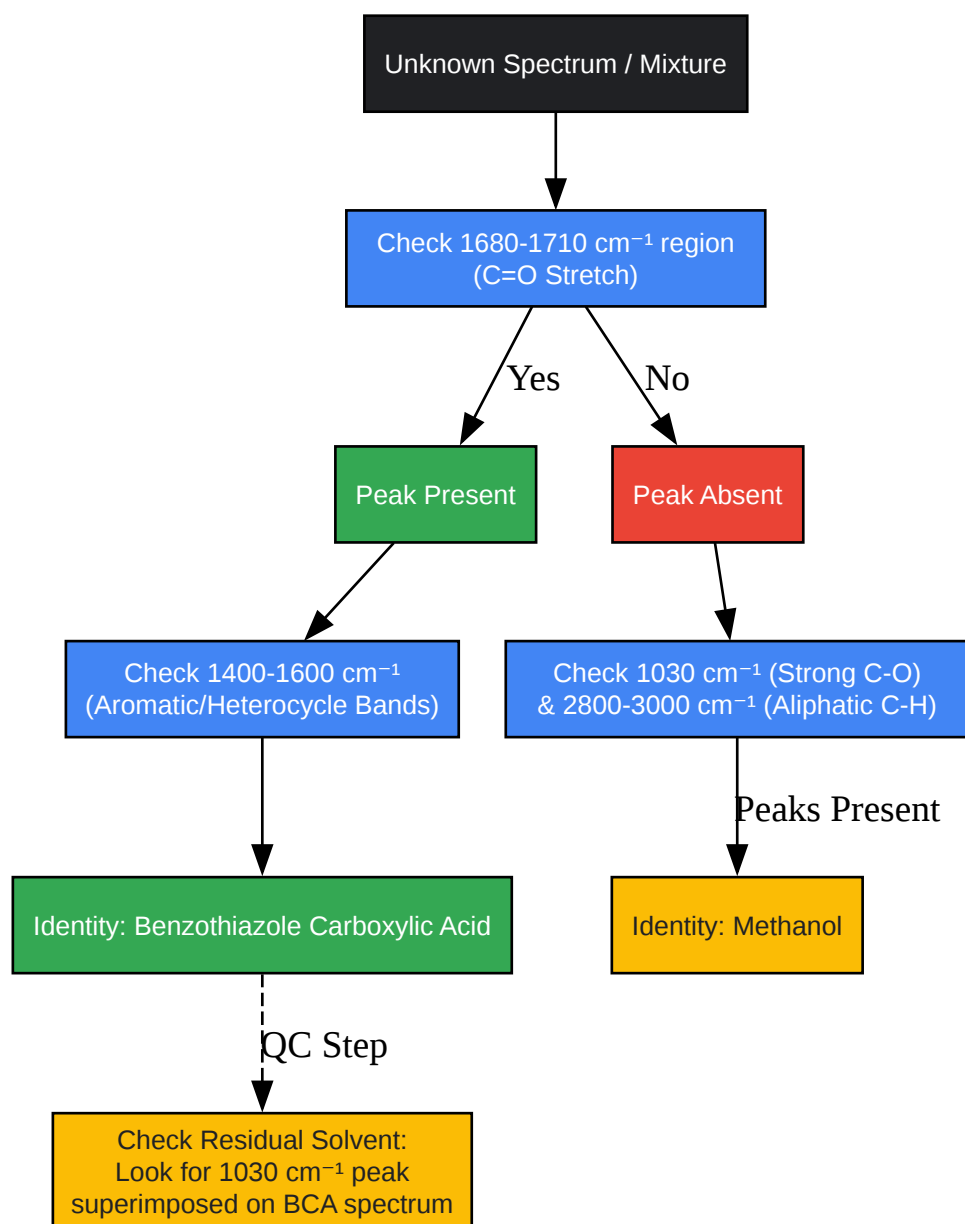 Unknown Spectrum / Mixture
Check 1680-1710 cm⁻¹ region
(C=O Stretch)
Yes
No
Peak Present
Peak Absent
Check 1400-1600 cm⁻¹
(Aromatic/Heterocycle Bands)
Check 1030 cm⁻¹ (Strong C-O)
& 2800-3000 cm⁻¹ (Aliphatic C-H)
Peaks Present
Identity: Benzothiazole Carboxylic Acid
Identity: Methanol
QC Step
Check Residual Solvent:
Look for 1030 cm⁻¹ peak
superimposed on BCA spectrum